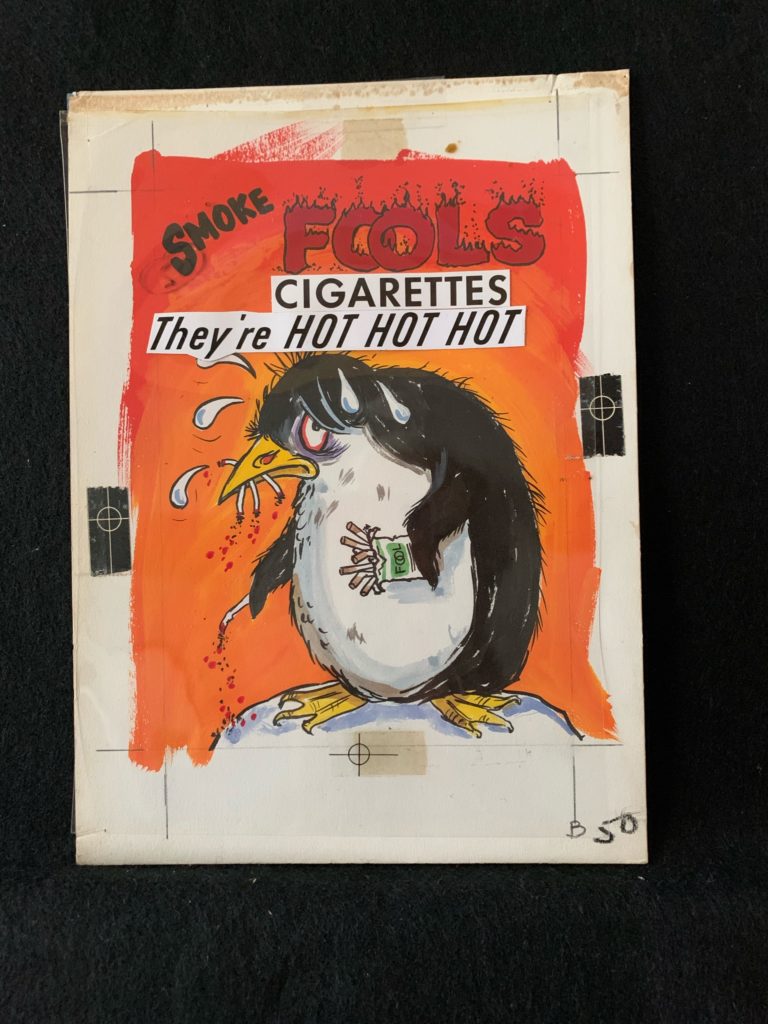 SMOKE
FOOLS
CIGARETTES
They're HOT HOT HOT
FOOL
B 50